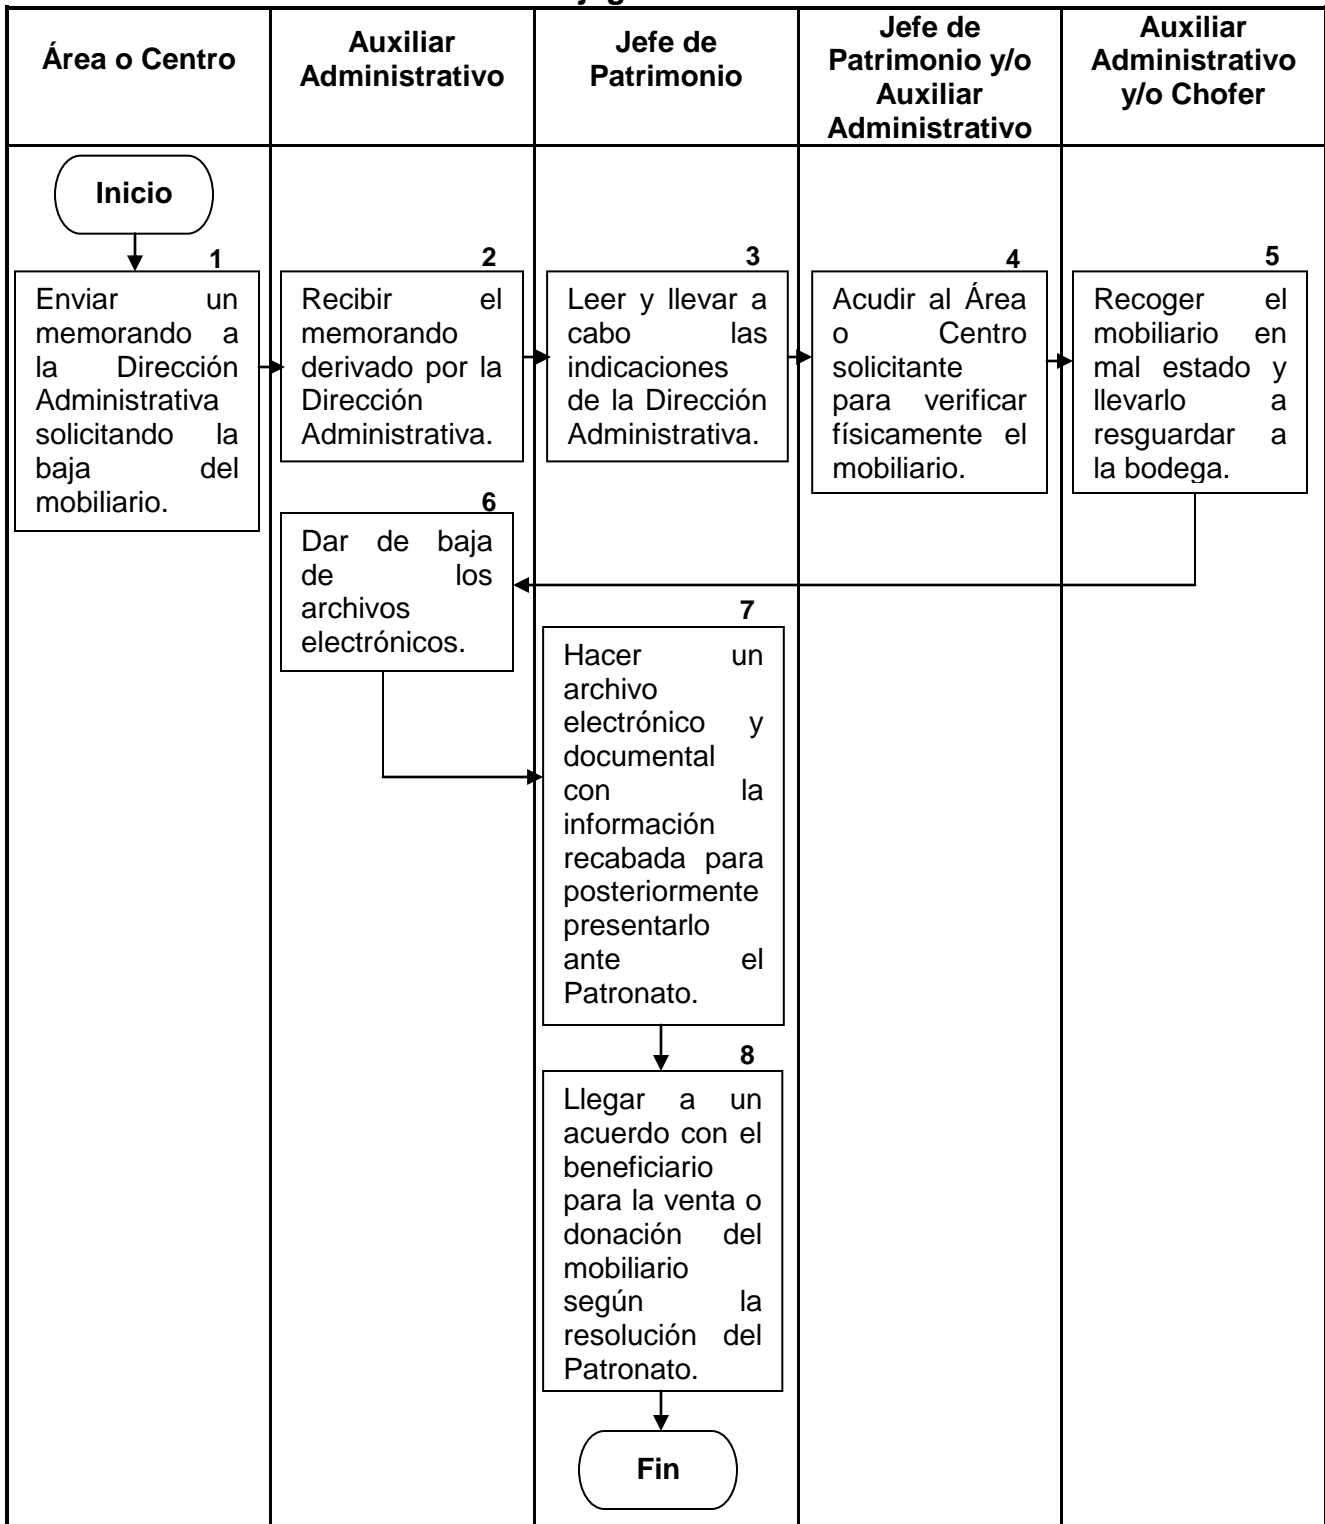 Área o Centro
Auxiliar
Administrativo
Jefe de
Patrimonio
Jefe de
Patrimonio y/o
Auxiliar
Administrativo
Auxiliar
Administrativo
y/o Chofer
Inicio
1
Enviar un
memorando a
la Dirección
Administrativa
solicitando la
baja del
mobiliario.
2
Recibir el
memorando
derivado por la
Dirección
Administrativa.
3
Leer y llevar a
cabo las
indicaciones
de la Dirección
Administrativa.
4
Acudir al Área
o Centro
solicitante
para verificar
físicamente el
mobiliario.
5
Recoger el
mobiliario en
mal estado y
llevarlo a
resguardar a
la bodega.
6
Dar de baja
de los
archivos
electrónicos.
7
Hacer un
archivo
electrónico y
documental
con la
información
recabada para
posteriormente
presentarlo
ante el
Patronato.
8
Llegar a un
acuerdo con el
beneficiario
para la venta o
donación del
mobiliario
según la
resolución del
Patronato.
Fin